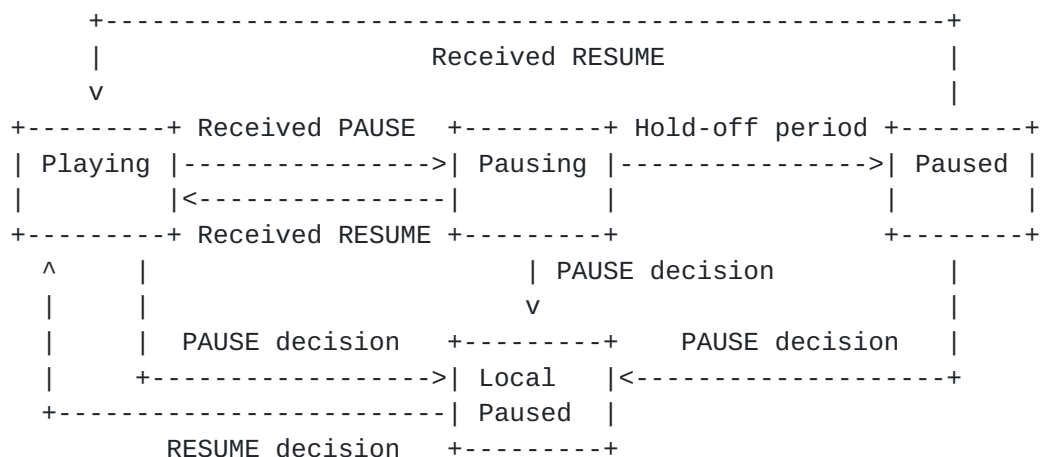 Received RESUME
Received PAUSE Hold-off period
Playing Pausing Paused
Received RESUME
PAUSE decision
PAUSE decision PAUSE decision
Local
Paused
RESUME decision